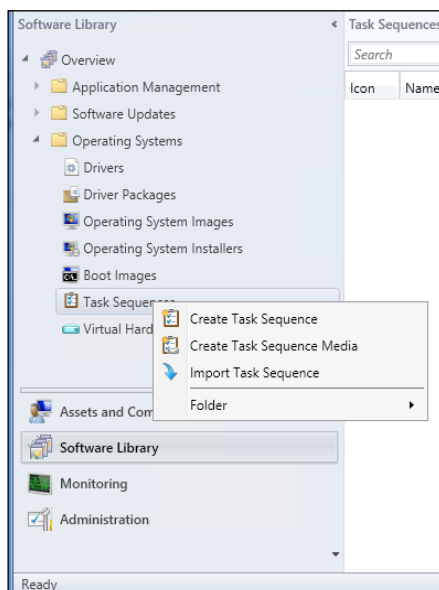 Software Library
Task Sequences
Overview
Search
Application Management
Icon
Name
Software Updates
Operating Systems
Drivers
Driver Packages
Operating System Images
Operating System Installers
Boot Images
Task Sequences
Create Task Sequence
Virtual Hard
Create Task Sequence Media
Import Task Sequence
Folder
Assets and Com
Software Library
Monitoring
Administration
Ready